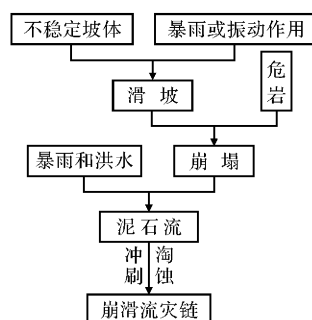 不稳定坡体
暴雨或振动作用
滑坡
危岩
暴雨和洪水
崩塌
泥石流
冲刷
淘蚀
崩滑流灾链